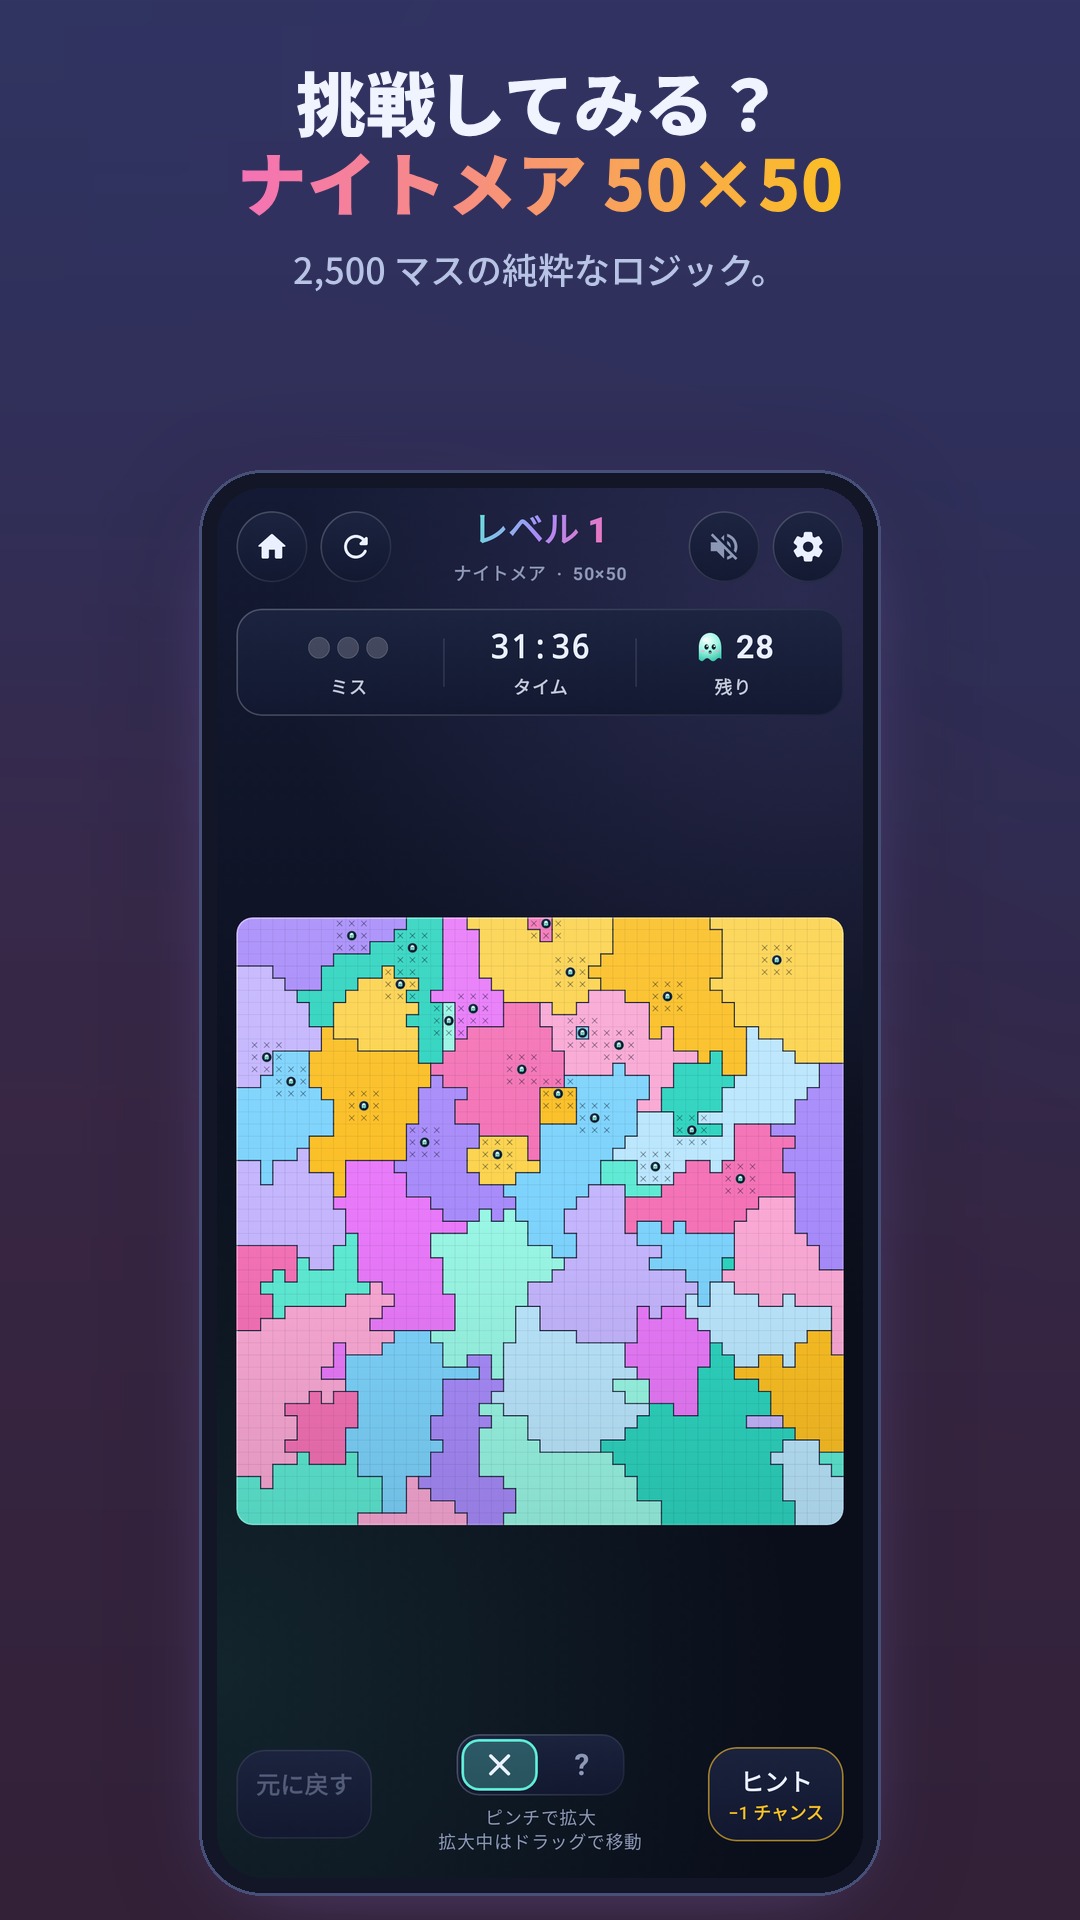 挑戦してみる？
ナイトメア 50×50
2,500 マスの純粋なロジック。
レベル 1
ナイトメア · 50×50
31:36
28
ミス
タイム
残り
元に戻す
?
ヒント
−1 チャンス
ピンチで拡大
拡大中はドラッグで移動